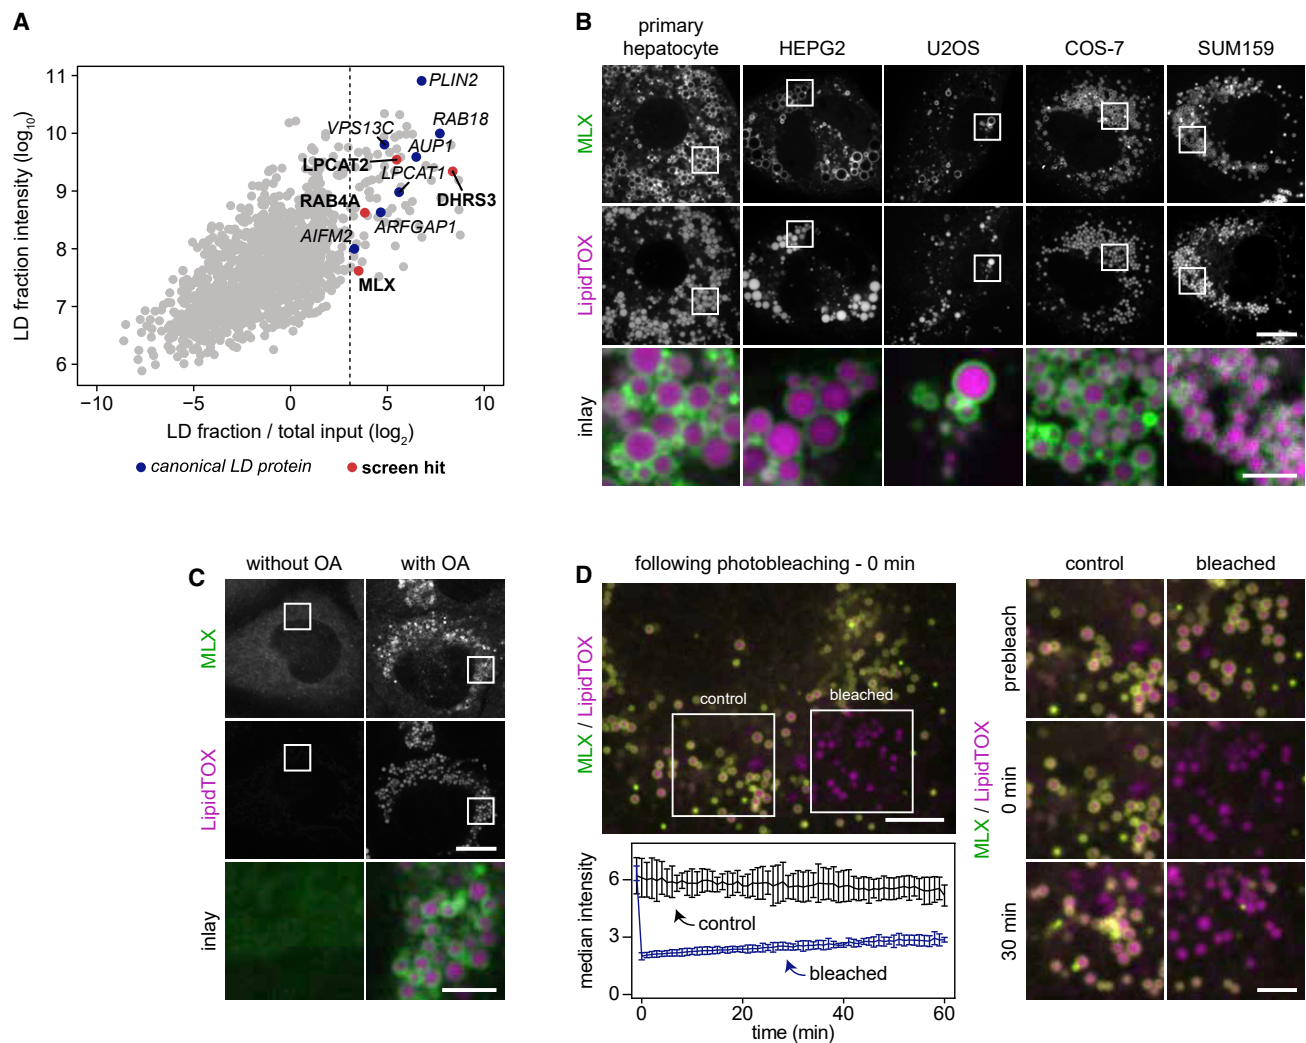 A
LD fraction intensity (log10)
11
10
9
8
7
6
PLIN2
RAB18
VPS13C
AUP1
LPCAT2
LPCAT1
DHRS3
RAB4A
ARFGAP1
AIFM2
MLX
−10
−5
0
5
10
LD fraction / total input (log2)
canonical LD protein
screen hit
B
primary
hepatocyte
HEPG2
U2OS
COS-7
SUM159
MLX
LipidTOX
inlay
C
without OA
with OA
MLX
LipidTOX
inlay
D
following photobleaching - 0 min
MLX / LipidTOX
control
bleached
median intensity
6
3
0
control
bleached
0
20
40
60
time (min)
control
bleached
MLX / LipidTOX
prebleach
0 min
30 min